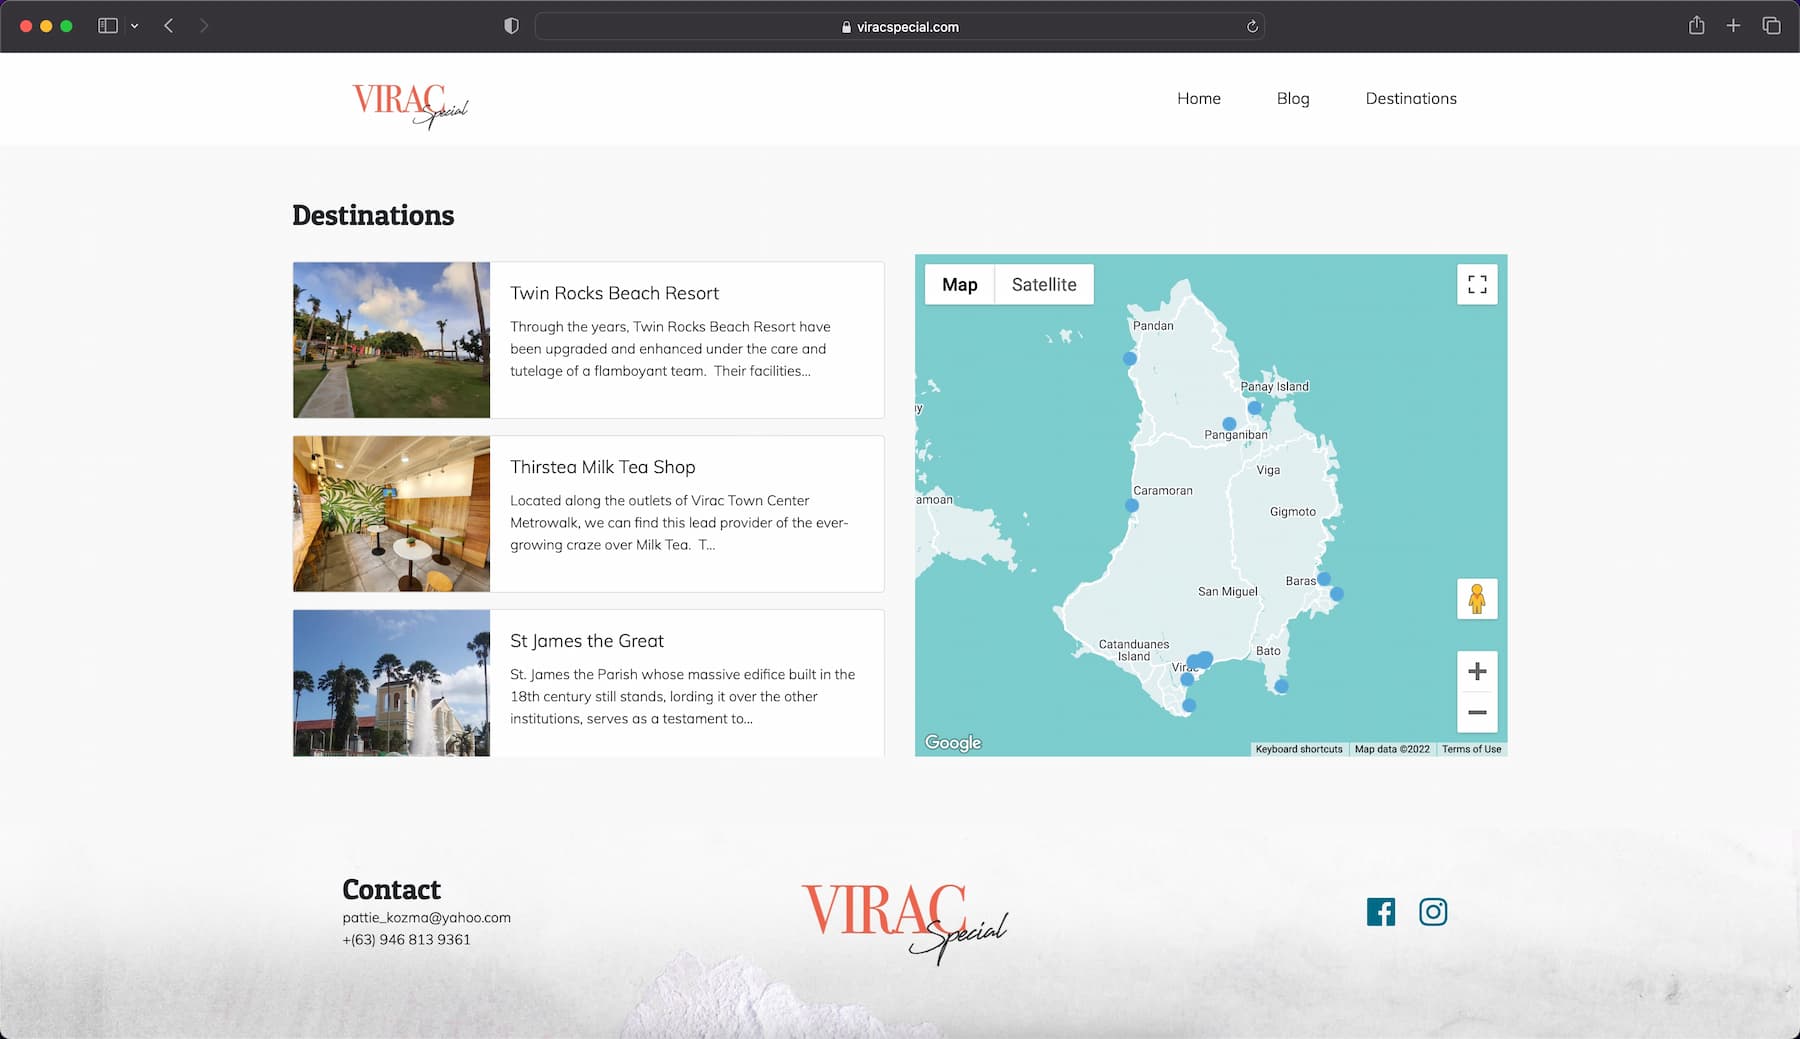 viracspecial.com
VIRAC
Special
Home
Blog
Destinations
Destinations
Twin Rocks Beach Resort
Through the years, Twin Rocks Beach Resort have
been upgraded and enhanced under the care and
tutelage of a flamboyant team.  Their facilities...
Thirstea Milk Tea Shop
Located along the outlets of Virac Town Center
Metrowalk, we can find this lead provider of the ever-
growing craze over Milk Tea.  T...
St James the Great
St. James the Parish whose massive edifice built in the
18th century still stands, lording it over the other
institutions, serves as a testament to...
Map
Satellite
Pandan
Panay Island
Panganiban
Viga
Caramoran
Gigmoto
amoan
Baras
San Miguel
Catanduanes
Island
Bato
Google
Keyboard shortcuts
Map data ©2022
Terms of Use
Contact
pattie_kozma@yahoo.com
+(63) 946 813 9361
VIRAC
Special